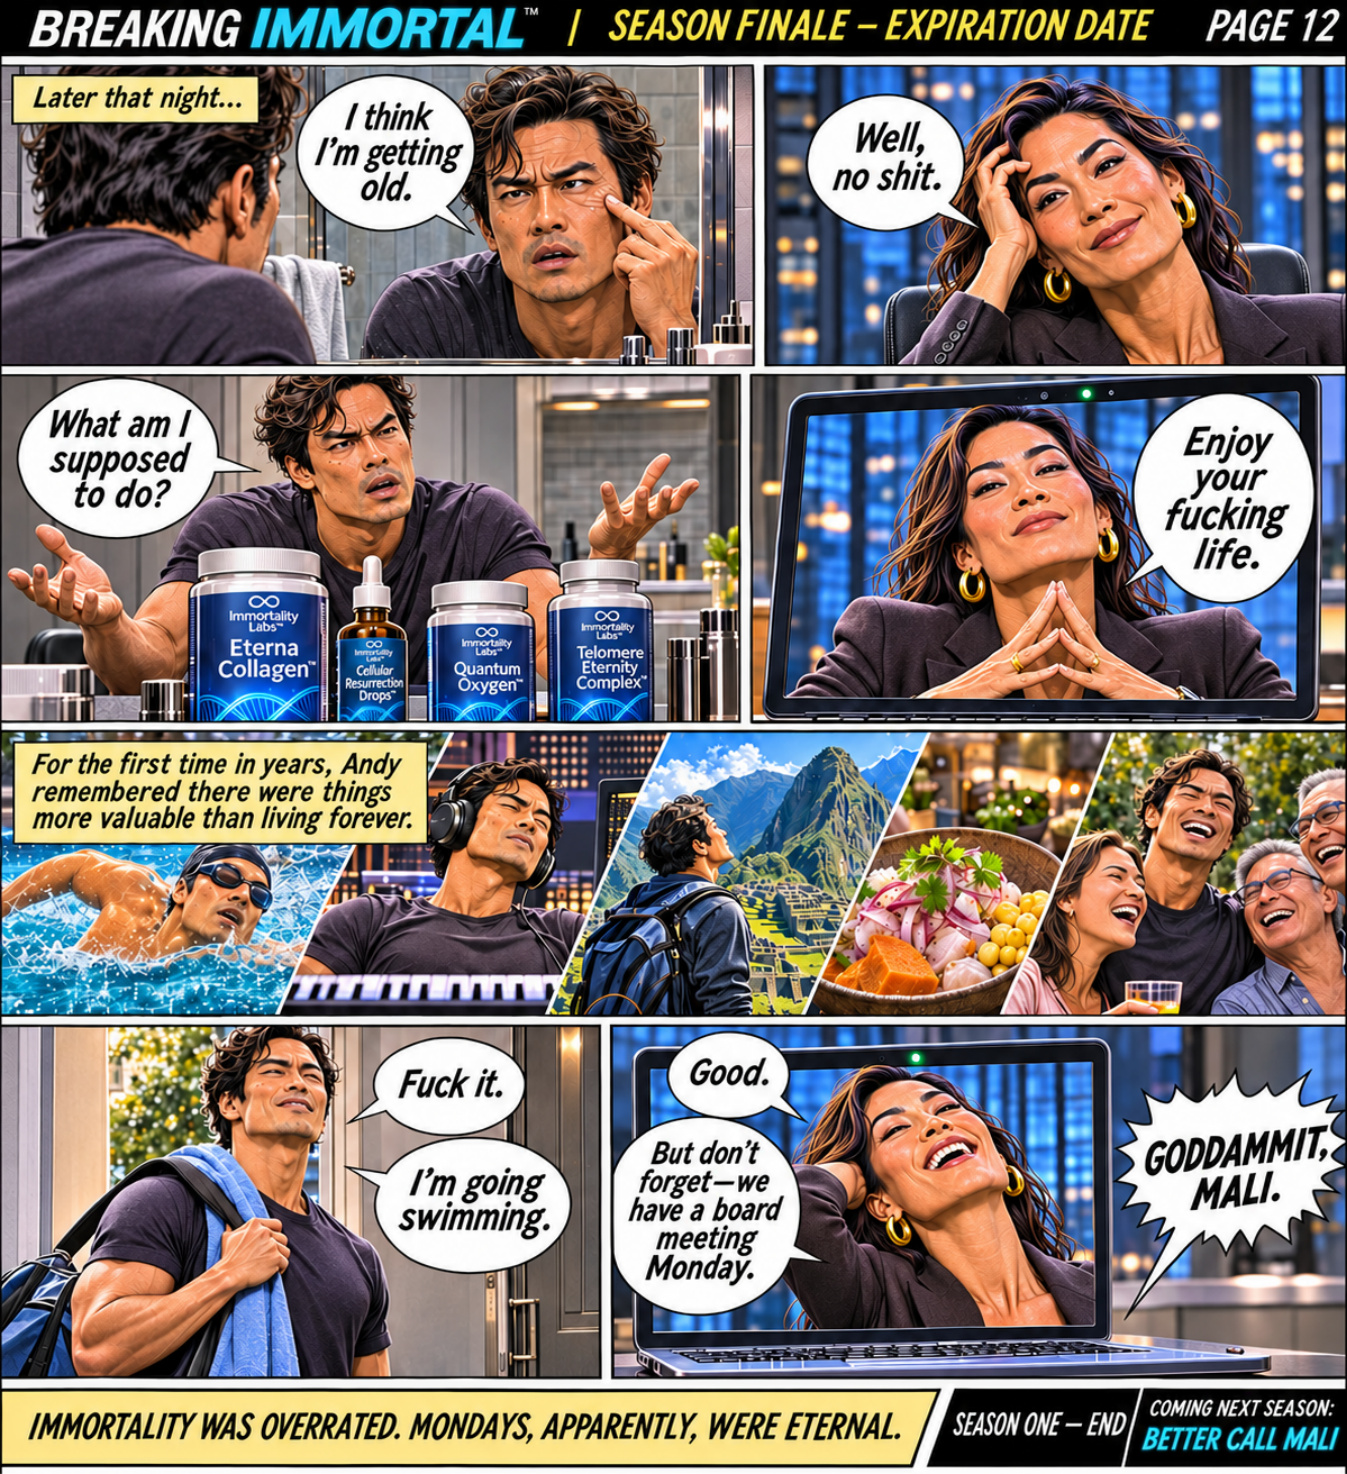 BREAKING IMMORTAL™ | SEASON FINALE – EXPIRATION DATE PAGE 12
Later that night...
I think
I'm getting
old.
Well,
no shit.
What am I
supposed
to do?
∞
Immortality
Labs™
Eterna
Collagen™
∞
Immortality
Labs™
Cellular
Resurrection
Drops™
∞
Immortality
Labs™
Quantum
Oxygen™
∞
Immortality
Labs™
Telomere
Eternity
Complex™
Enjoy
your
fucking
life.
For the first time in years, Andy
remembered there were things
more valuable than living forever.
Fuck it.
I'm going
swimming.
Good.
But don't
forget—we
have a board
meeting
Monday.
GODDAMMIT,
MALI.
IMMORTALITY WAS OVERRATED. MONDAYS, APPARENTLY, WERE ETERNAL.
SEASON ONE — END
COMING NEXT SEASON:
BETTER CALL MALI